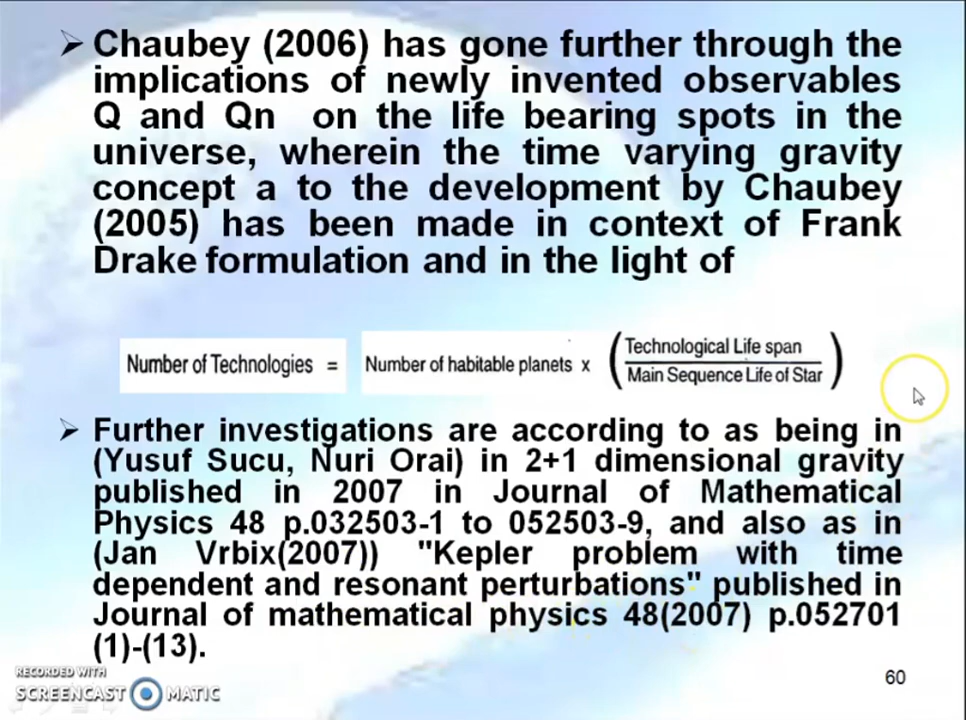 ➢ Chaubey (2006) has gone further through the
implications of newly invented observables
Q and Qn on the life bearing spots in the
universe, wherein the time varying gravity
concept a to the development by Chaubey
(2005) has been made in context of Frank
Drake formulation and in the light of
Number of Technologies = Number of habitable planets x ( Technological Life span / Main Sequence Life of Star )
➢ Further investigations are according to as being in
(Yusuf Sucu, Nuri Orai) in 2+1 dimensional gravity
published in 2007 in Journal of Mathematical
Physics 48 p.032503-1 to 052503-9, and also as in
(Jan Vrbix(2007)) "Kepler problem with time
dependent and resonant perturbations" published in
Journal of mathematical physics 48(2007) p.052701
(1)-(13).
RECORDED WITH
SCREENCAST MATIC
60